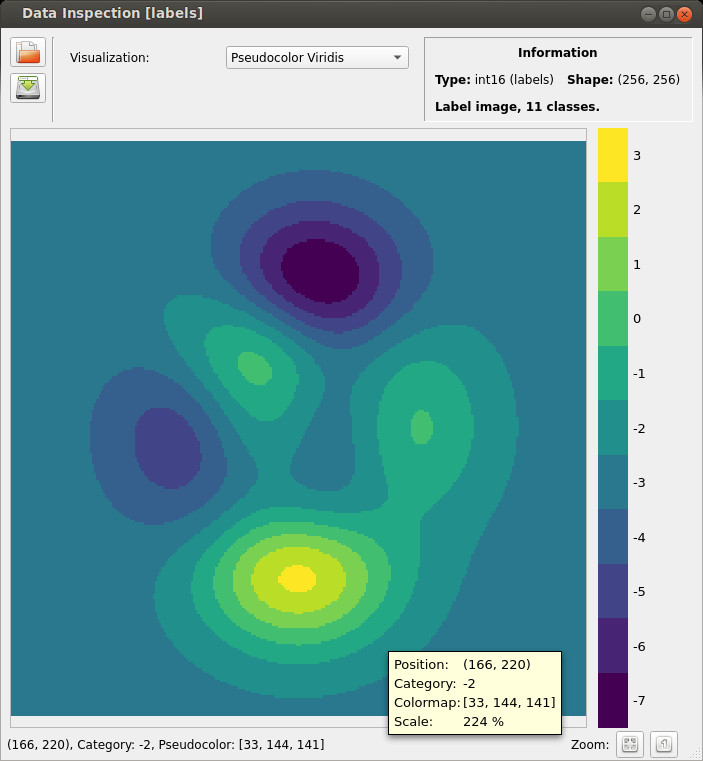 Data Inspection [labels]
Visualization:
Pseudocolor Viridis
Information
Type: int16 (labels) Shape: (256, 256)
Label image, 11 classes.
3
2
1
0
-1
-2
-3
-4
-5
-6
-7
Position: (166, 220)
Category: -2
Colormap: [33, 144, 141]
Scale: 224 %
(166, 220), Category: -2, Pseudocolor: [33, 144, 141]
Zoom:
1